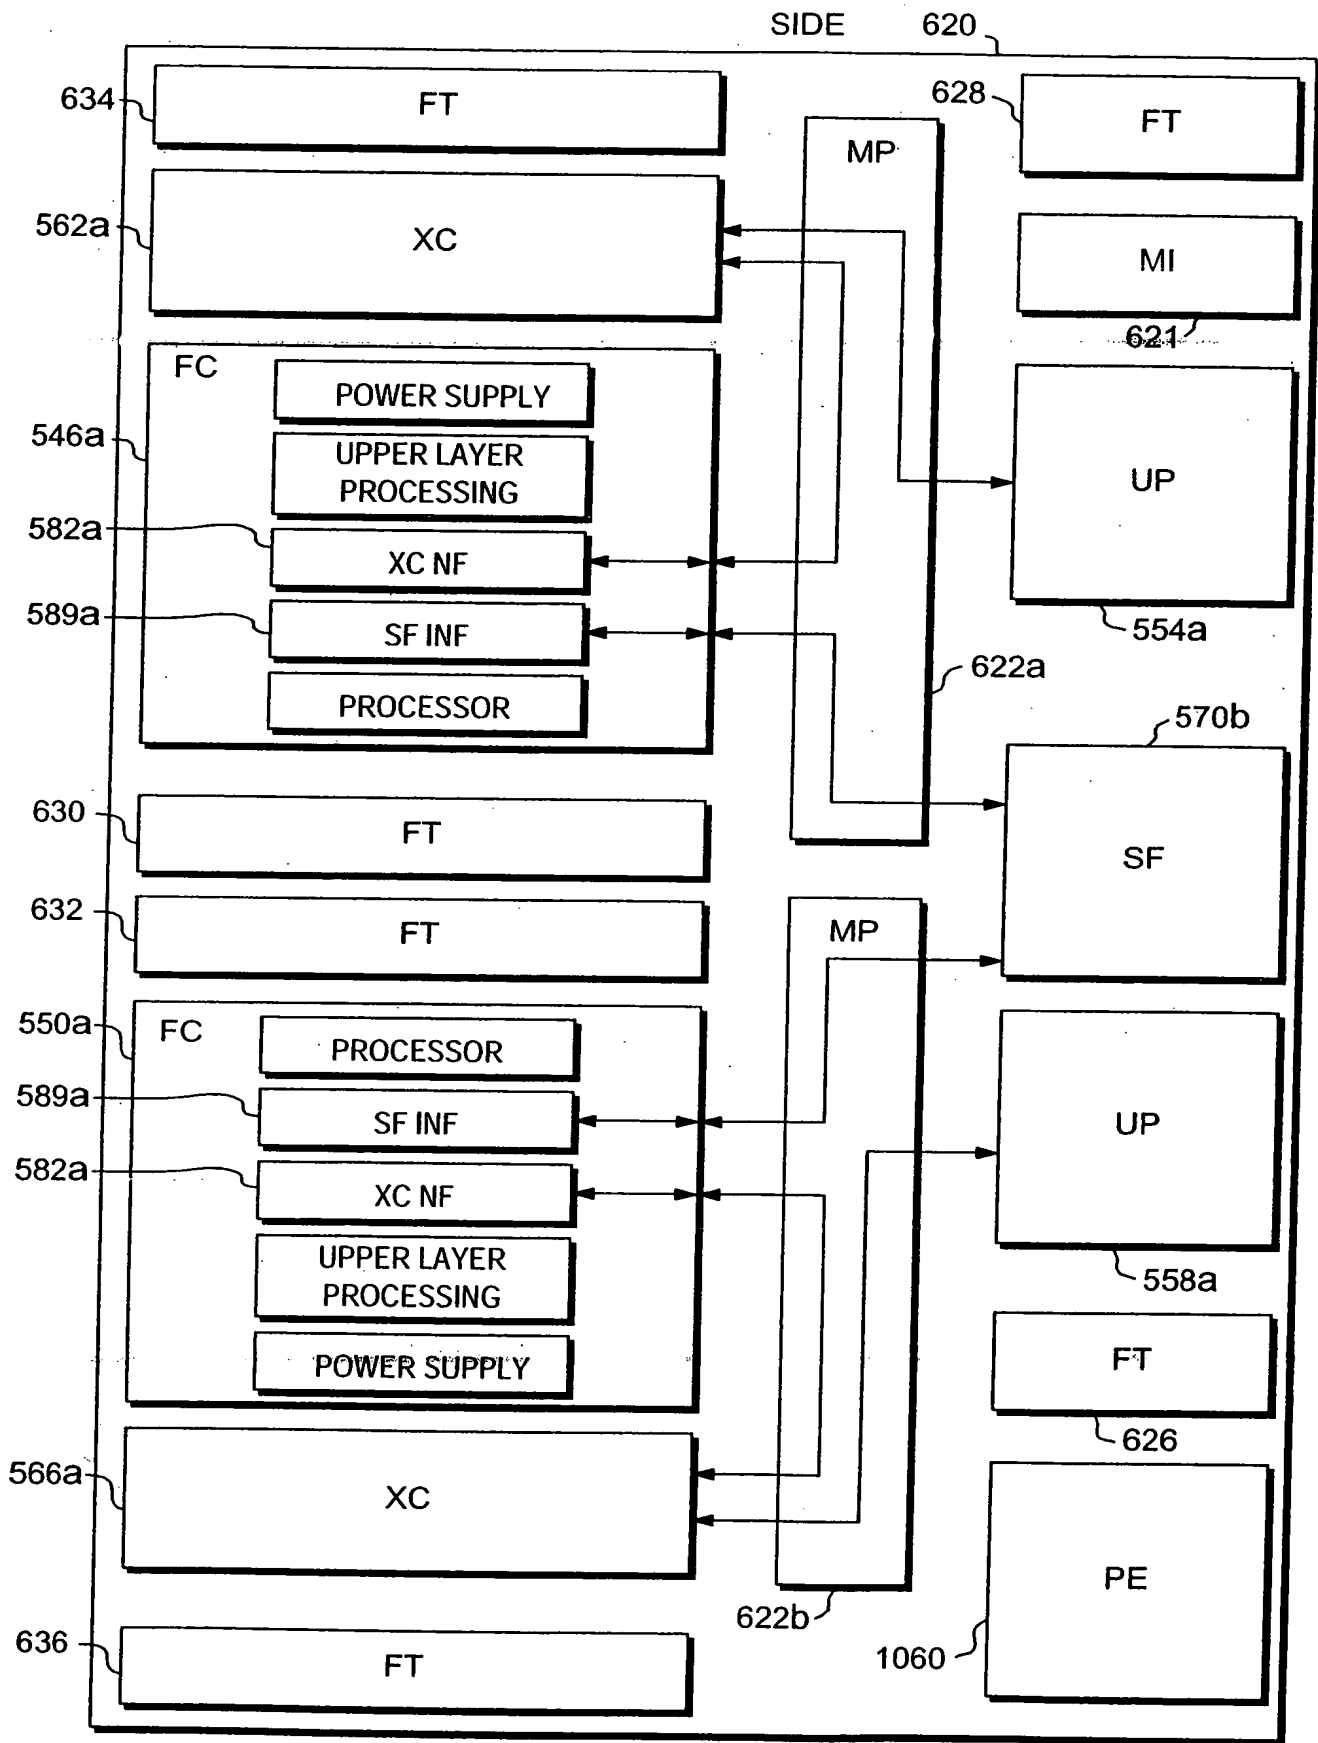 SIDE 620
634 FT
628 FT
MP
562a XC
MI
621
FC
POWER SUPPLY
546a
UPPER LAYER
PROCESSING
UP
582a XC NF
589a SF INF
554a
622a
PROCESSOR
570b
630 FT
SF
632 FT
MP
550a FC
PROCESSOR
589a SF INF
UP
582a XC NF
UPPER LAYER
PROCESSING
558a
POWER SUPPLY
FT
626
566a XC
PE
622b
636 FT
1060